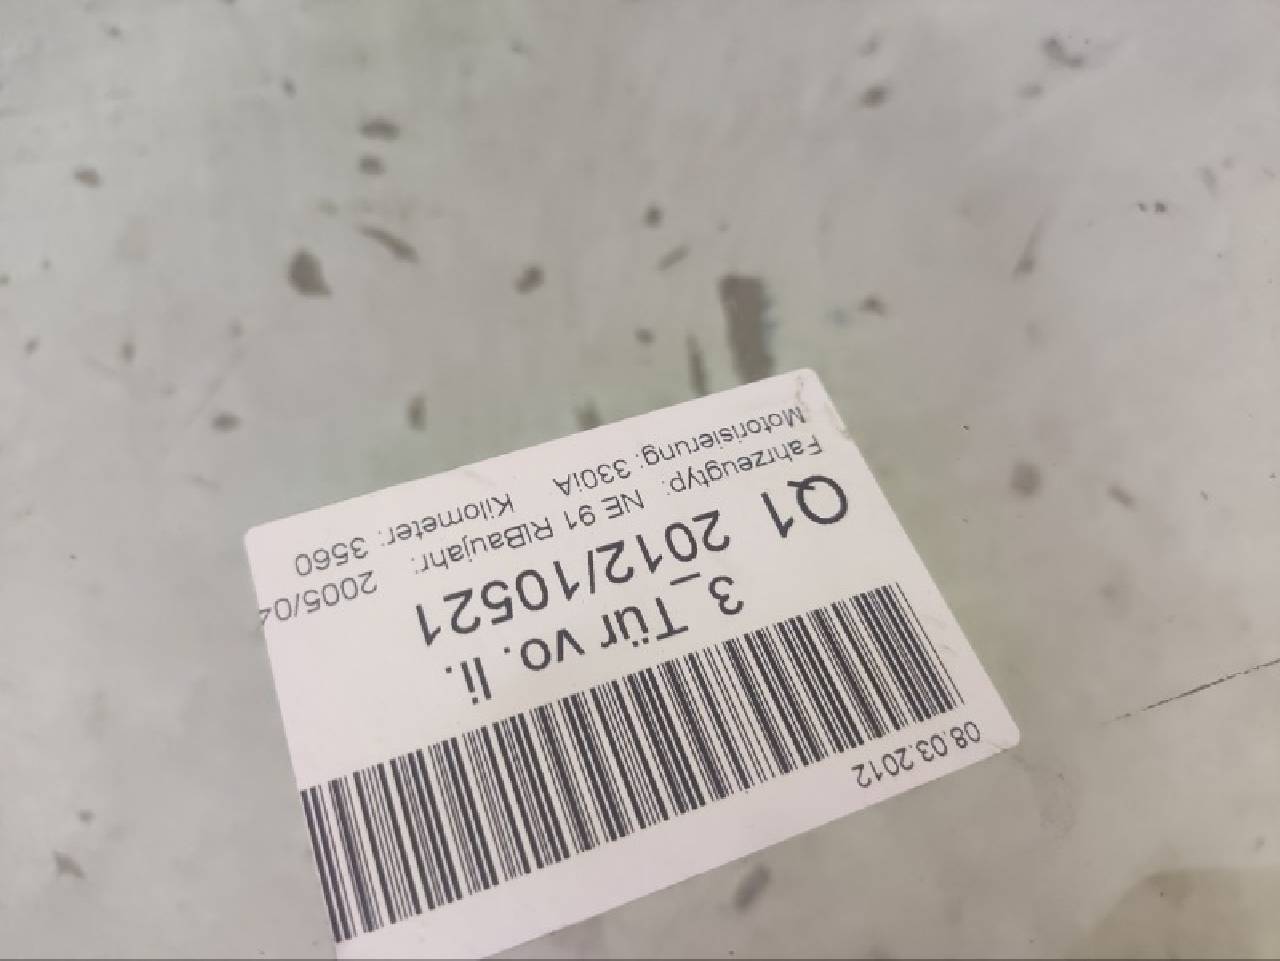 Motorisierung: 330iA Kilometer: 3560
Fahrzeugtyp: NE 91 RIBaujahr: 2005/04
Q1 2012/10521
3_Tür vo. li.
08.03.2012